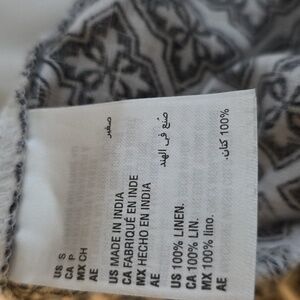 US S
CA P
MX CH
AE صغير
US MADE IN INDIA
CA FABRIQUÉ EN INDE
MX HECHO EN INDIA
AE صنع في الهند
US 100% LINEN.
CA 100% LIN.
MX 100% lino.
AE 100% كتان.